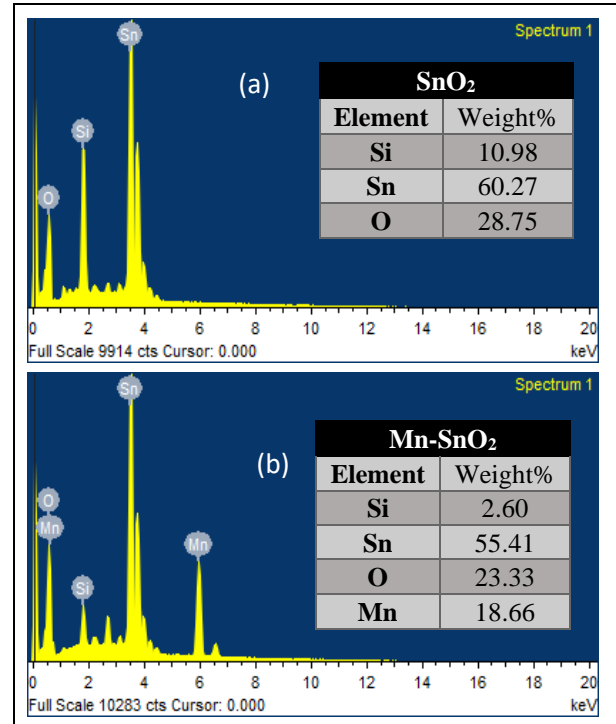 Spectrum 1
Sn
(a)
SnO₂
Element Weight%
Si 10.98
Sn 60.27
O 28.75
Si
O
0 2 4 6 8 10 12 14 16 18 20
Full Scale 9914 cts Cursor: 0.000 keV
Spectrum 1
Sn
(b)
Mn-SnO₂
Element Weight%
Si 2.60
Sn 55.41
O 23.33
Mn 18.66
O
Mn
Mn
Si
0 2 4 6 8 10 12 14 16 18 20
Full Scale 10283 cts Cursor: 0.000 keV